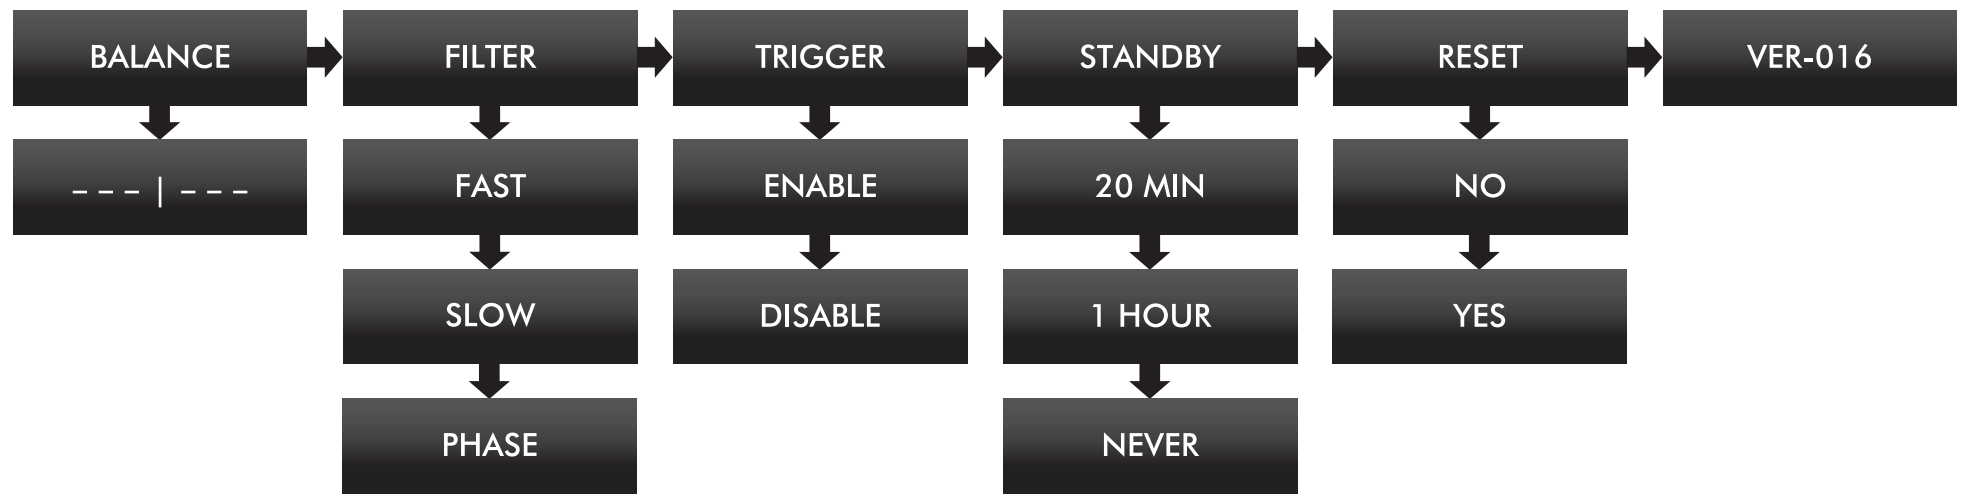 BALANCE
FILTER
TRIGGER
STANDBY
RESET
VER-016
– – – | – – –
FAST
ENABLE
20 MIN
NO
SLOW
DISABLE
1 HOUR
YES
PHASE
NEVER